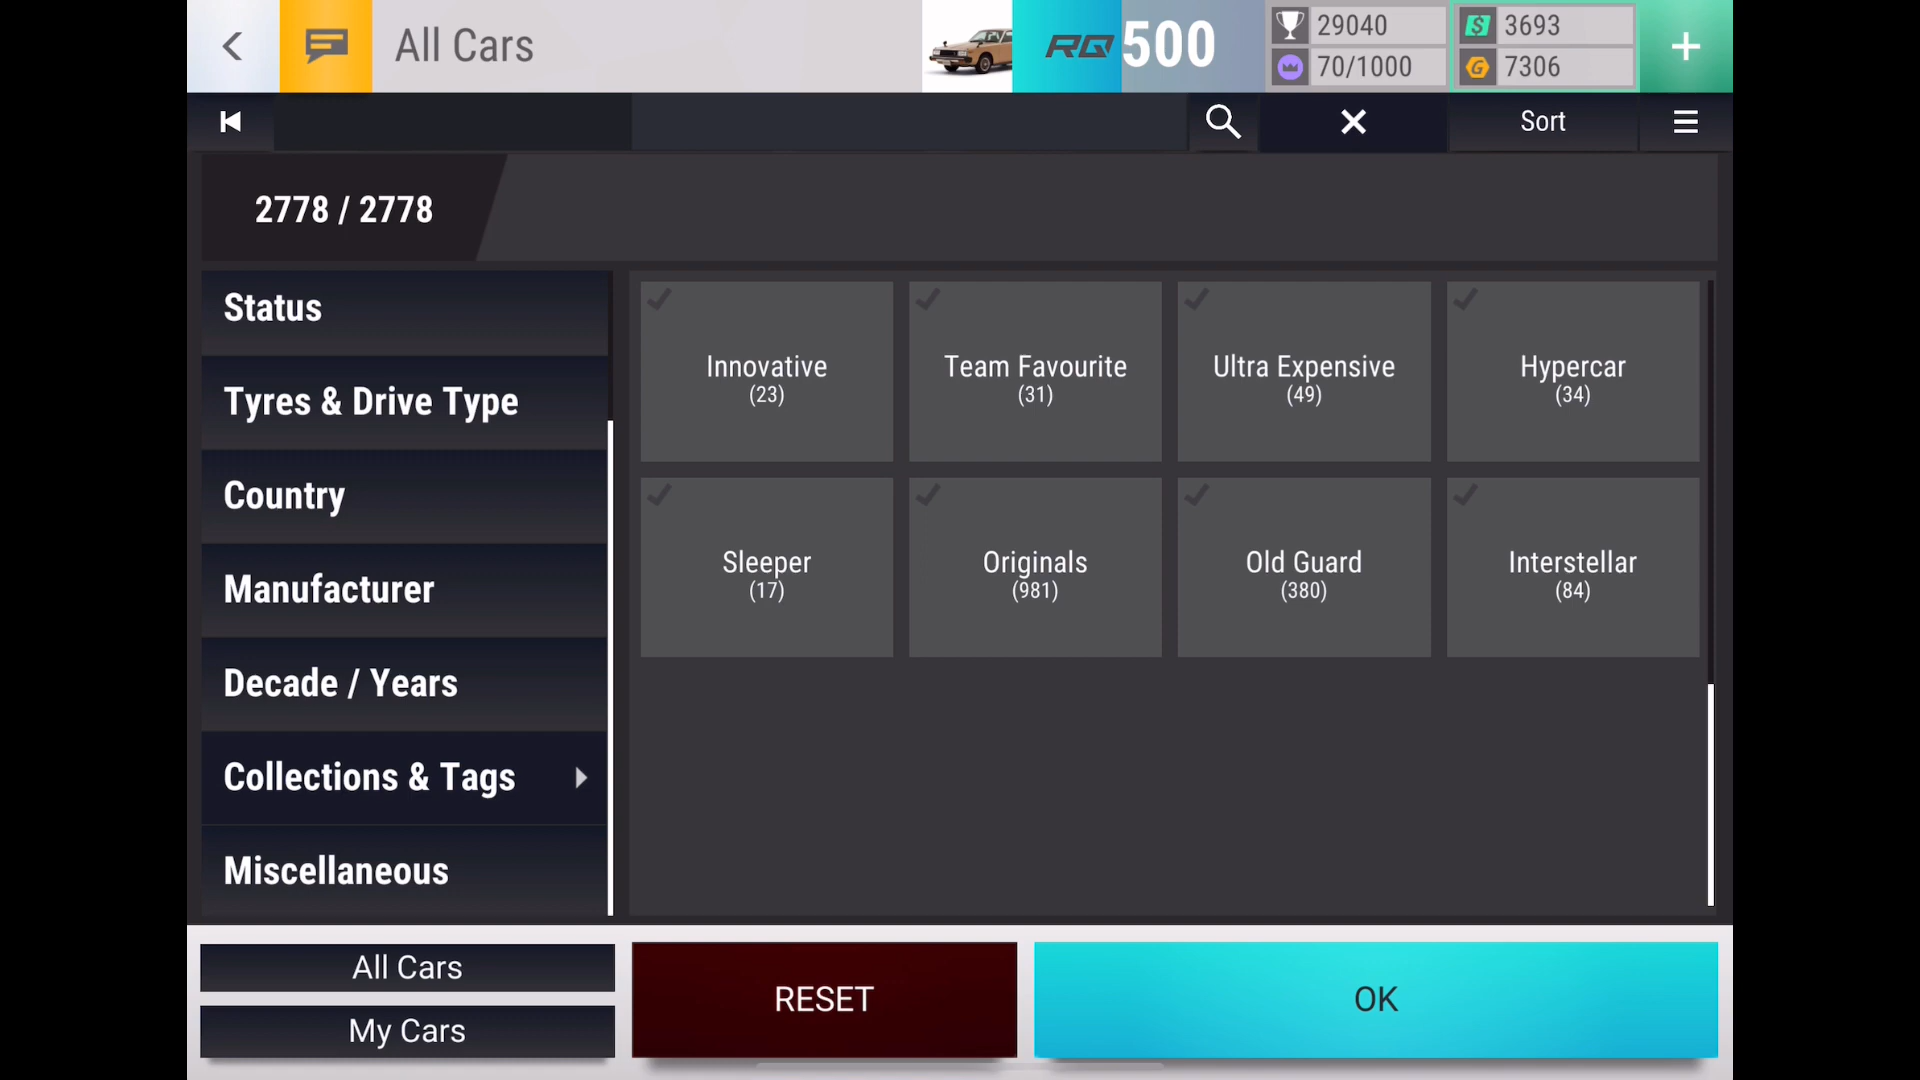 All Cars
RQ 500
29040
70/1000
3693
7306
Sort
2778 / 2778
Status
Tyres & Drive Type
Country
Manufacturer
Decade / Years
Collections & Tags
Miscellaneous
Innovative
(23)
Team Favourite
(31)
Ultra Expensive
(49)
Hypercar
(34)
Sleeper
(17)
Originals
(981)
Old Guard
(380)
Interstellar
(84)
All Cars
My Cars
RESET
OK